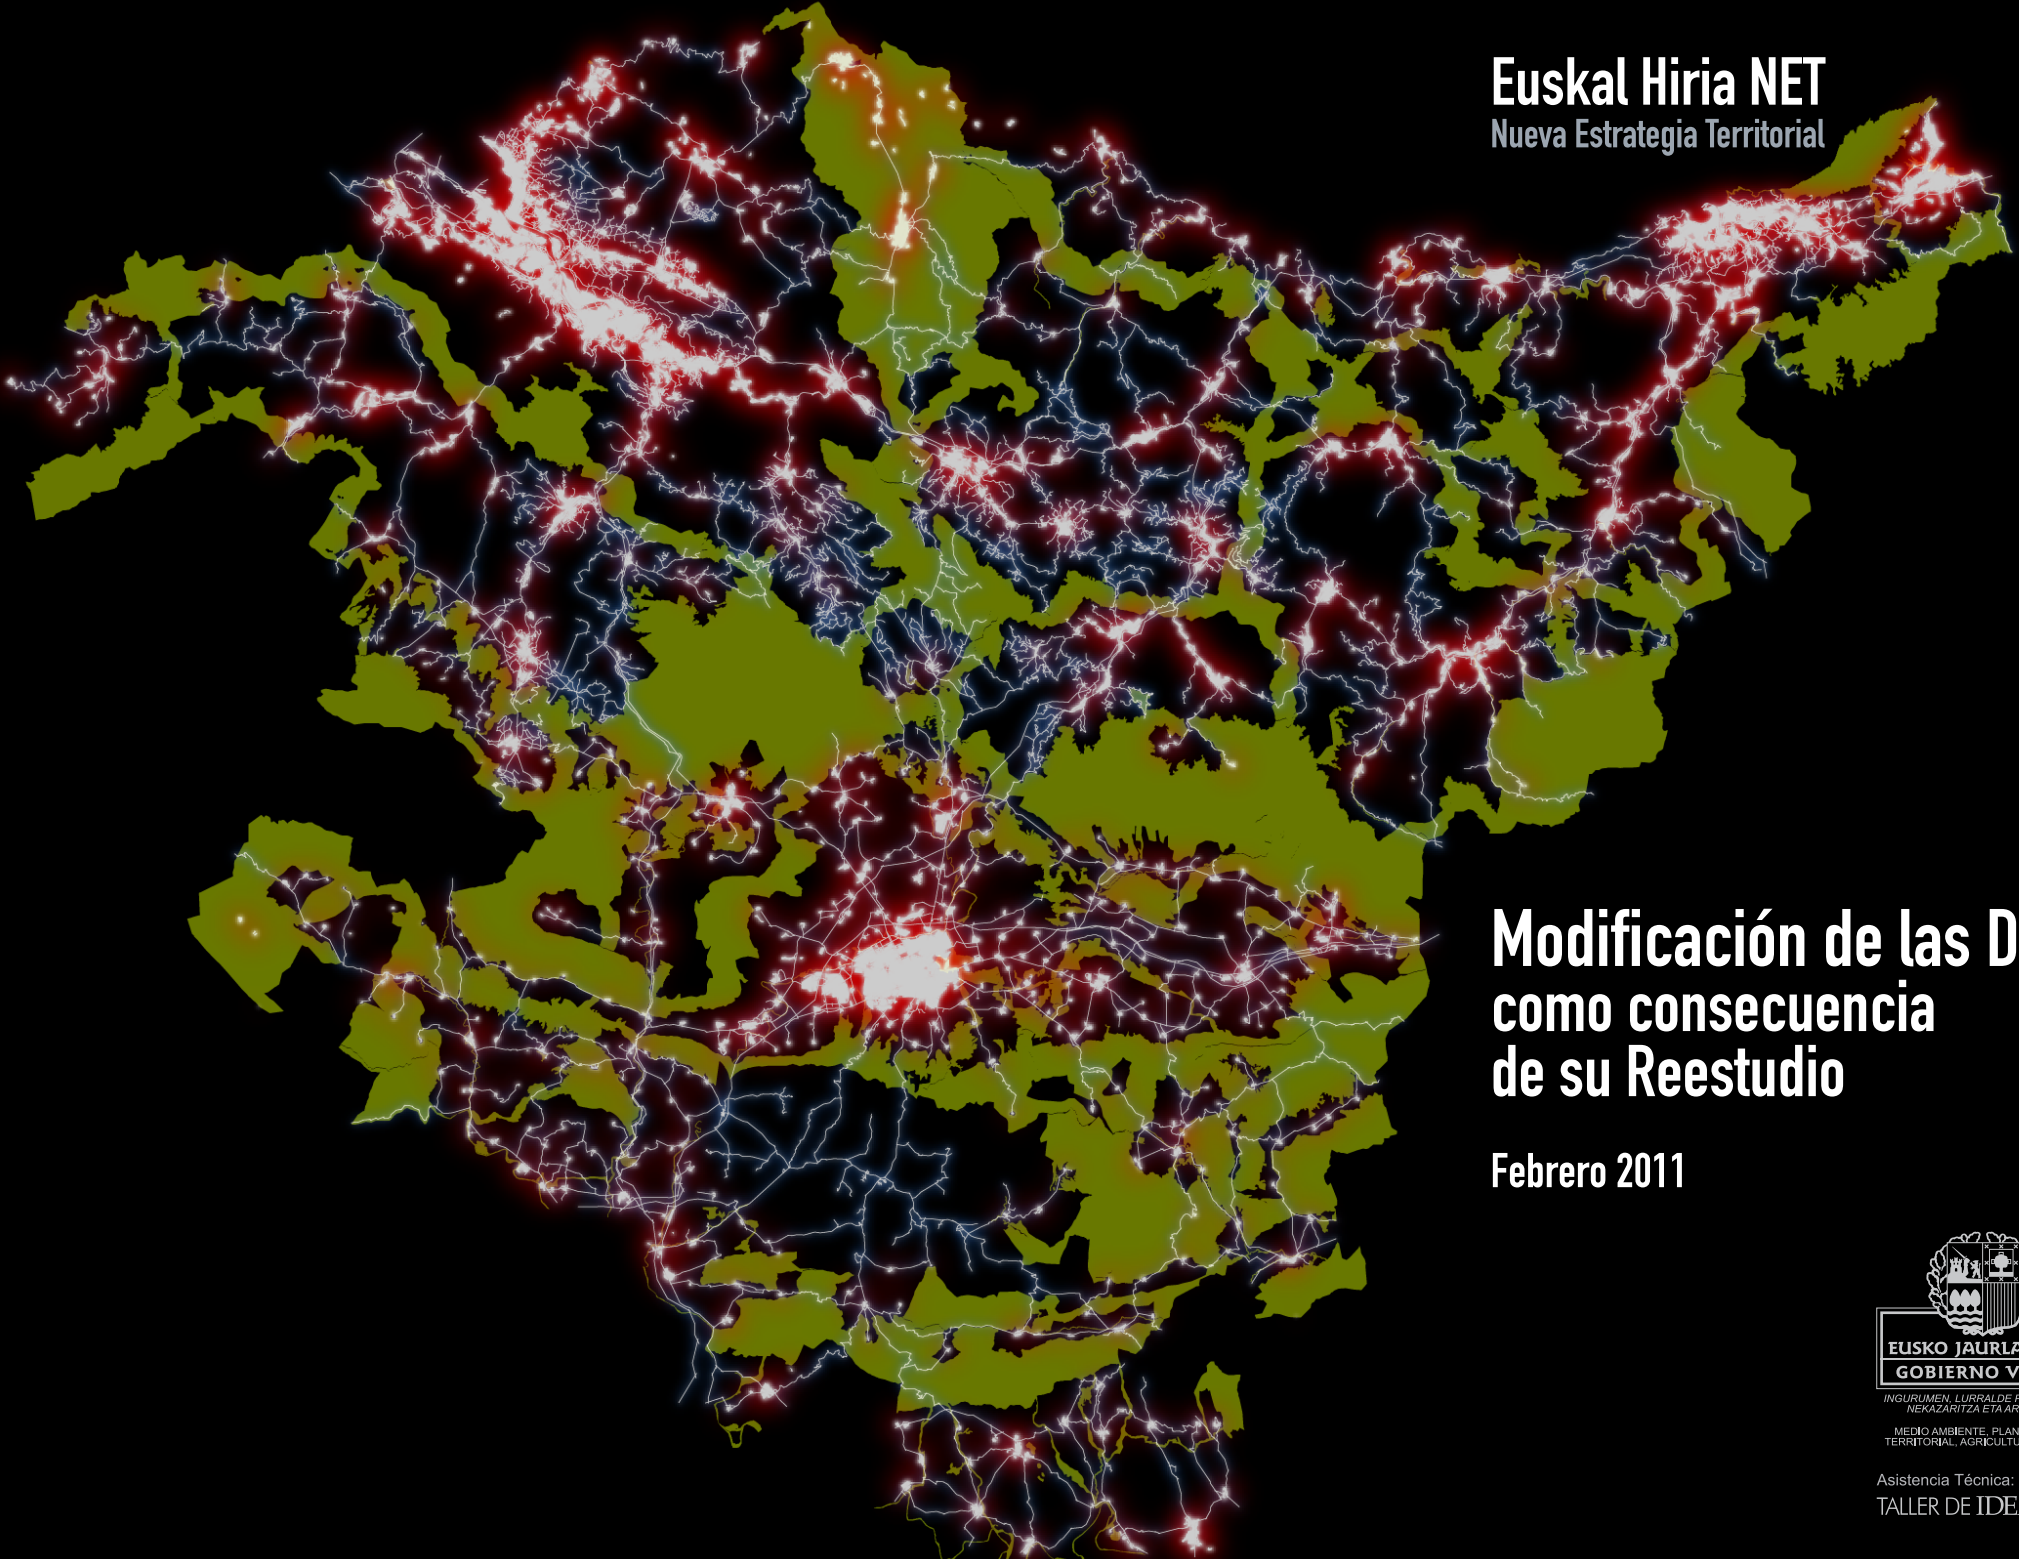 Euskal Hiria NET
Nueva Estrategia Territorial
Modificación de las D
como consecuencia
de su Reestudio
Febrero 2011
EUSKO JAURLA
GOBIERNO V
INGURUMEN, LURRALDE P
NEKAZARITZA ETA AR
MEDIO AMBIENTE, PLAN
TERRITORIAL, AGRICULTU
Asistencia Técnica:
TALLER DE IDE